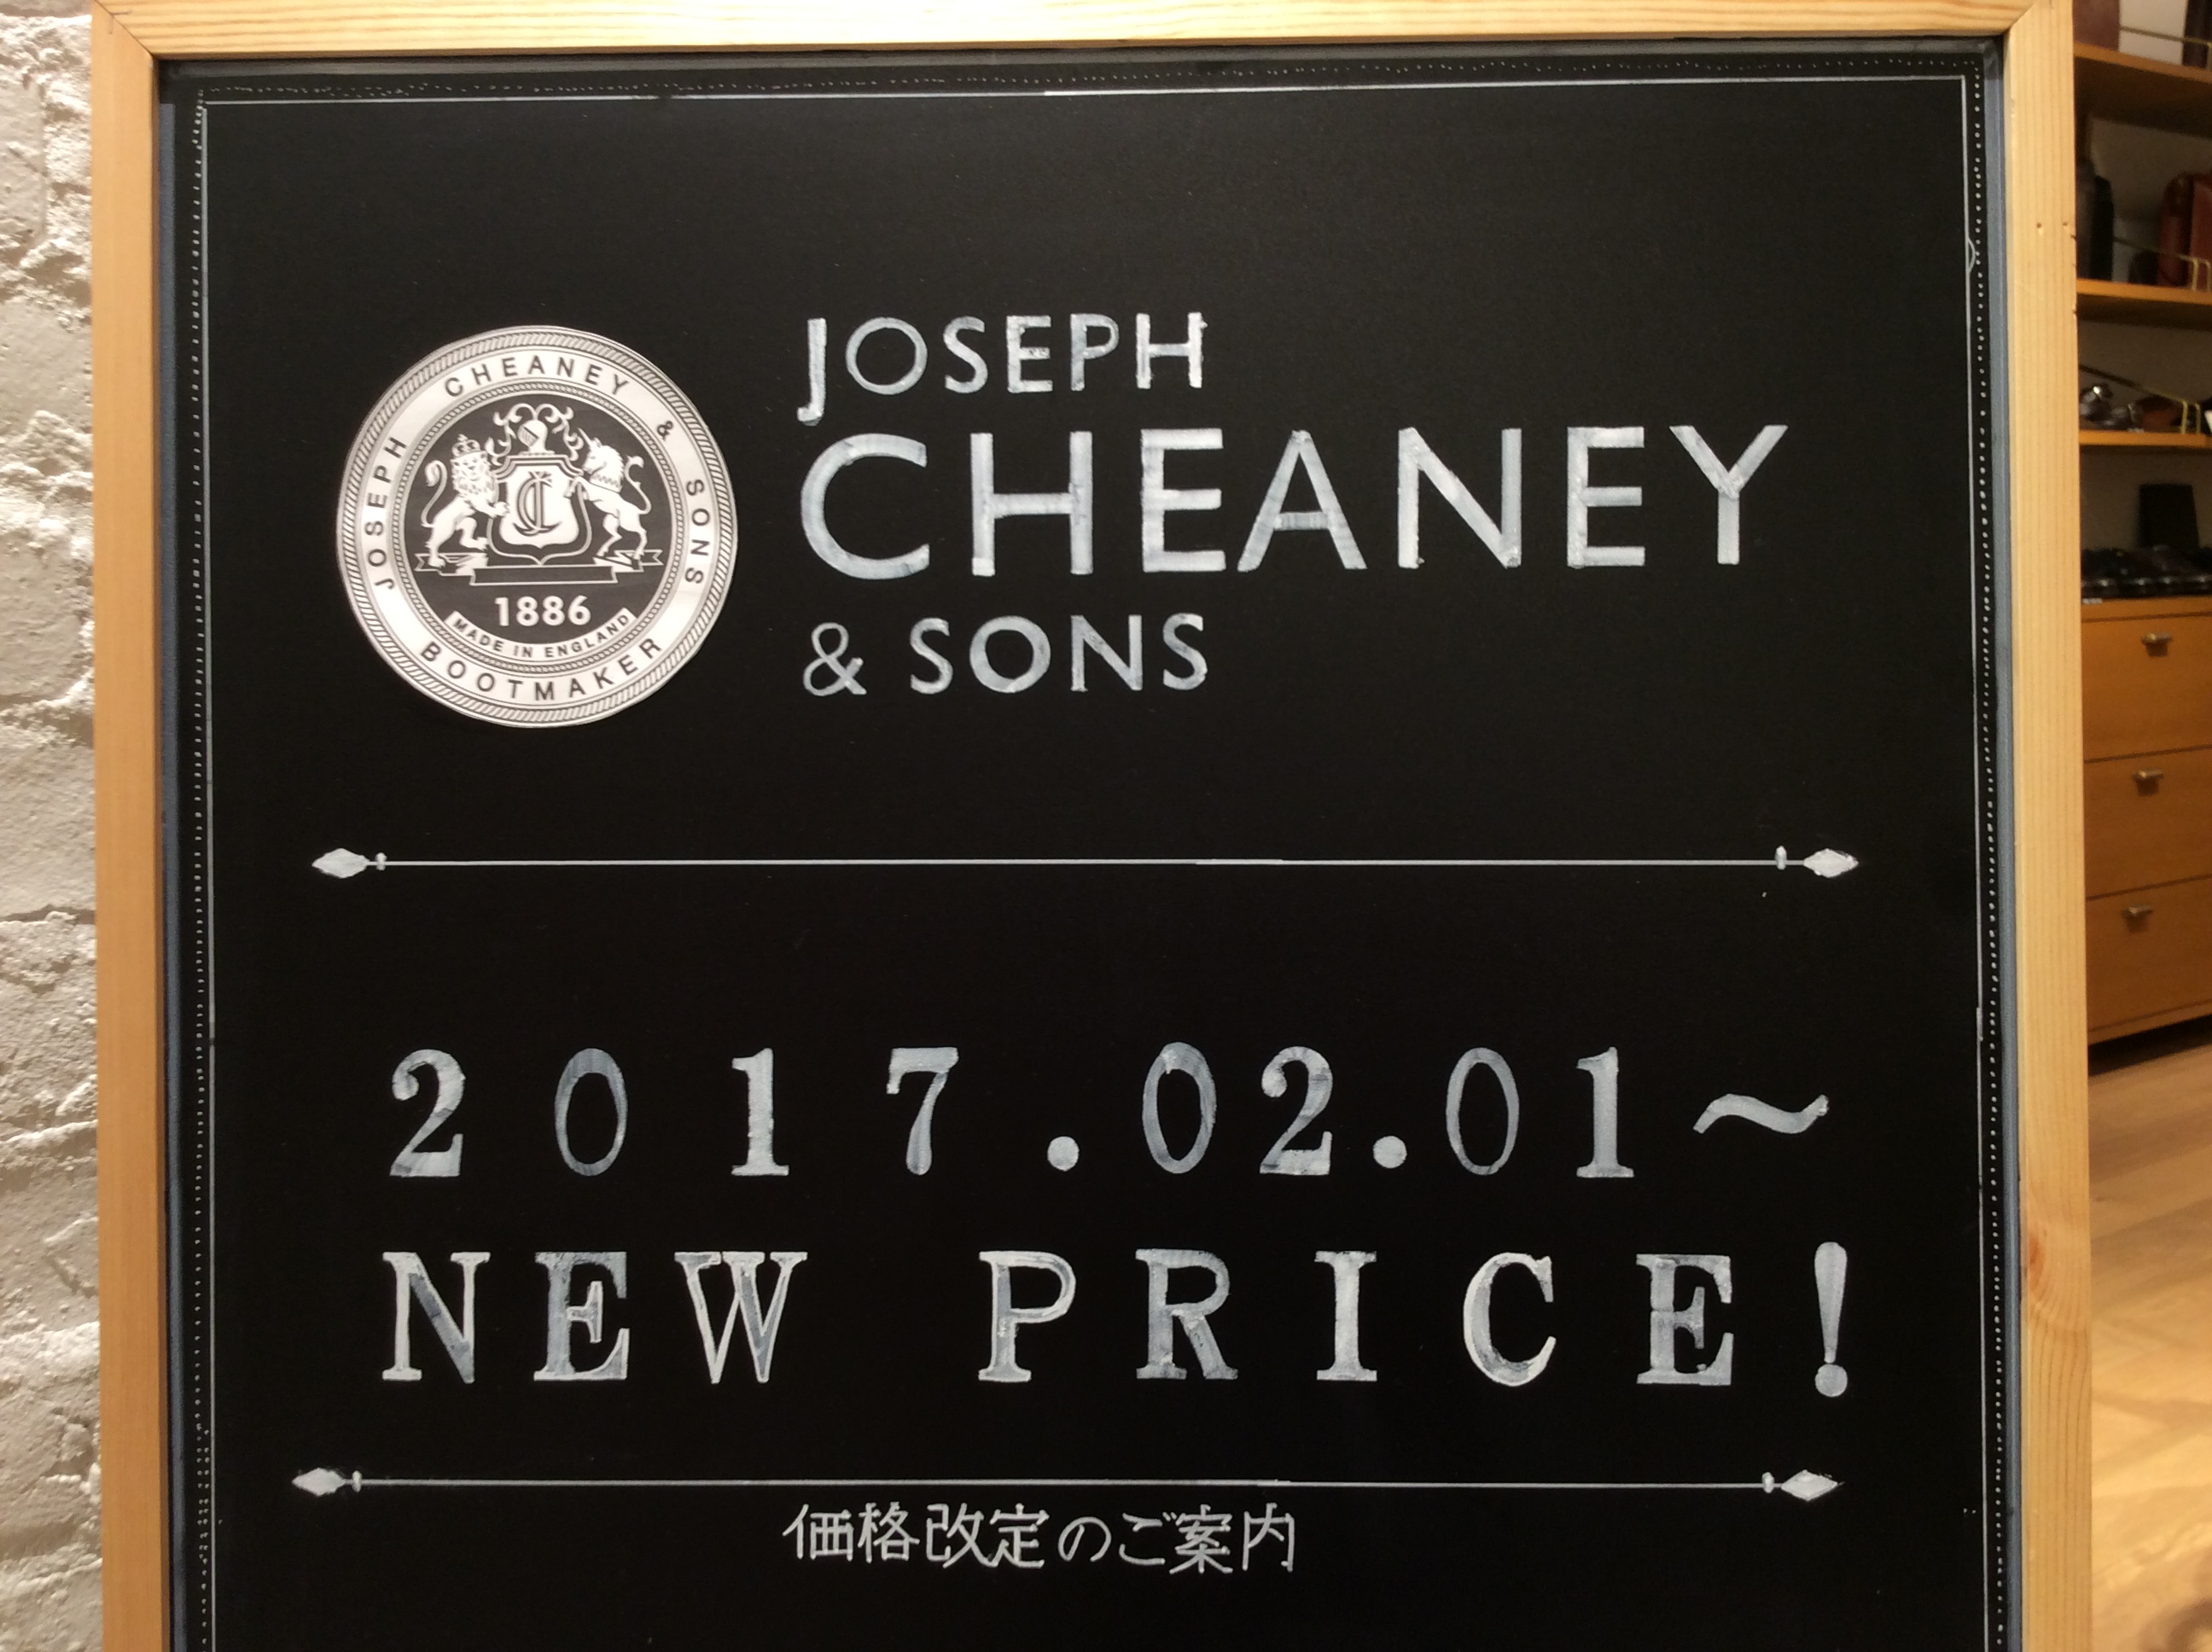 JOSEPH CHEANEY & SONS
JC
1886
MADE IN ENGLAND
BOOTMAKER
JOSEPH
CHEANEY
& SONS
2017.02.01~
NEW PRICE!
価格改定のご案内